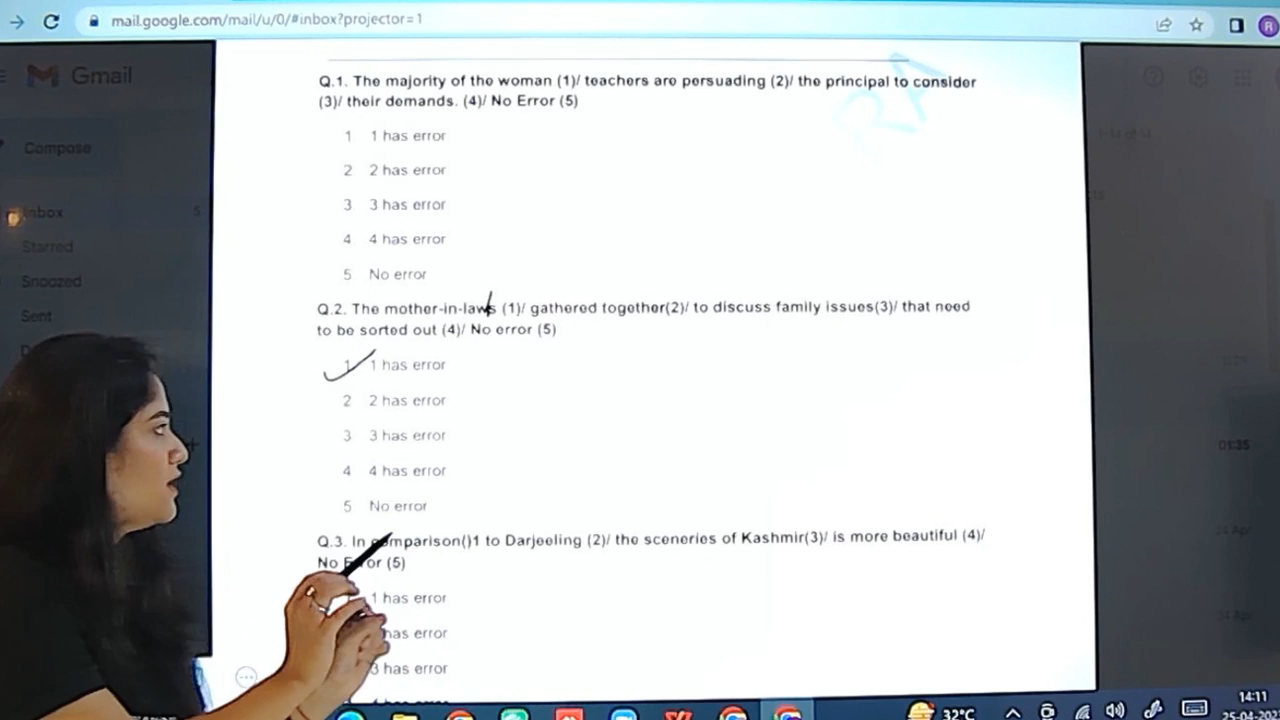 mail.google.com/mail/u/0/#inbox?projector=1
R
Gmail
Compose
Inbox 5
Starred
Snoozed
Sent
RA
Q.1. The majority of the woman (1)/ teachers are persuading (2)/ the principal to consider
(3)/ their demands. (4)/ No Error (5)
1 1 has error
2 2 has error
3 3 has error
4 4 has error
5 No error
Q.2. The mother-in-laws (1)/ gathered together(2)/ to discuss family issues(3)/ that need
to be sorted out (4)/ No error (5)
1 1 has error
2 2 has error
3 3 has error
4 4 has error
5 No error
Q.3. In comparison()1 to Darjeeling (2)/ the sceneries of Kashmir(3)/ is more beautiful (4)/
No Error (5)
1 has error
has error
3 has error
01:35
32°C
14:11